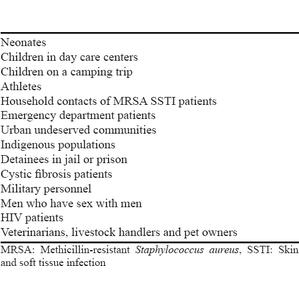 Neonates
Children in day care centers
Children on a camping trip
Athletes
Household contacts of MRSA SSTI patients
Emergency department patients
Urban undeserved communities
Indigenous populations
Detainees in jail or prison
Cystic fibrosis patients
Military personnel
Men who have sex with men
HIV patients
Veterinarians, livestock handlers and pet owners
MRSA: Methicillin-resistant Staphylococcus aureus, SSTI: Skin
and soft tissue infection